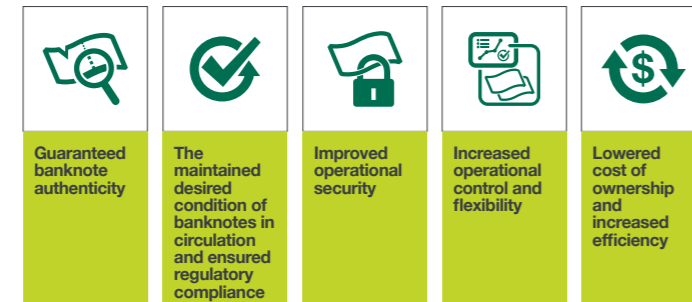 Guaranteed
banknote
authenticity
The
maintained
desired
condition of
banknotes in
circulation
and ensured
regulatory
compliance
Improved
operational
security
Increased
operational
control and
flexibility
$
Lowered
cost of
ownership
and
increased
efficiency